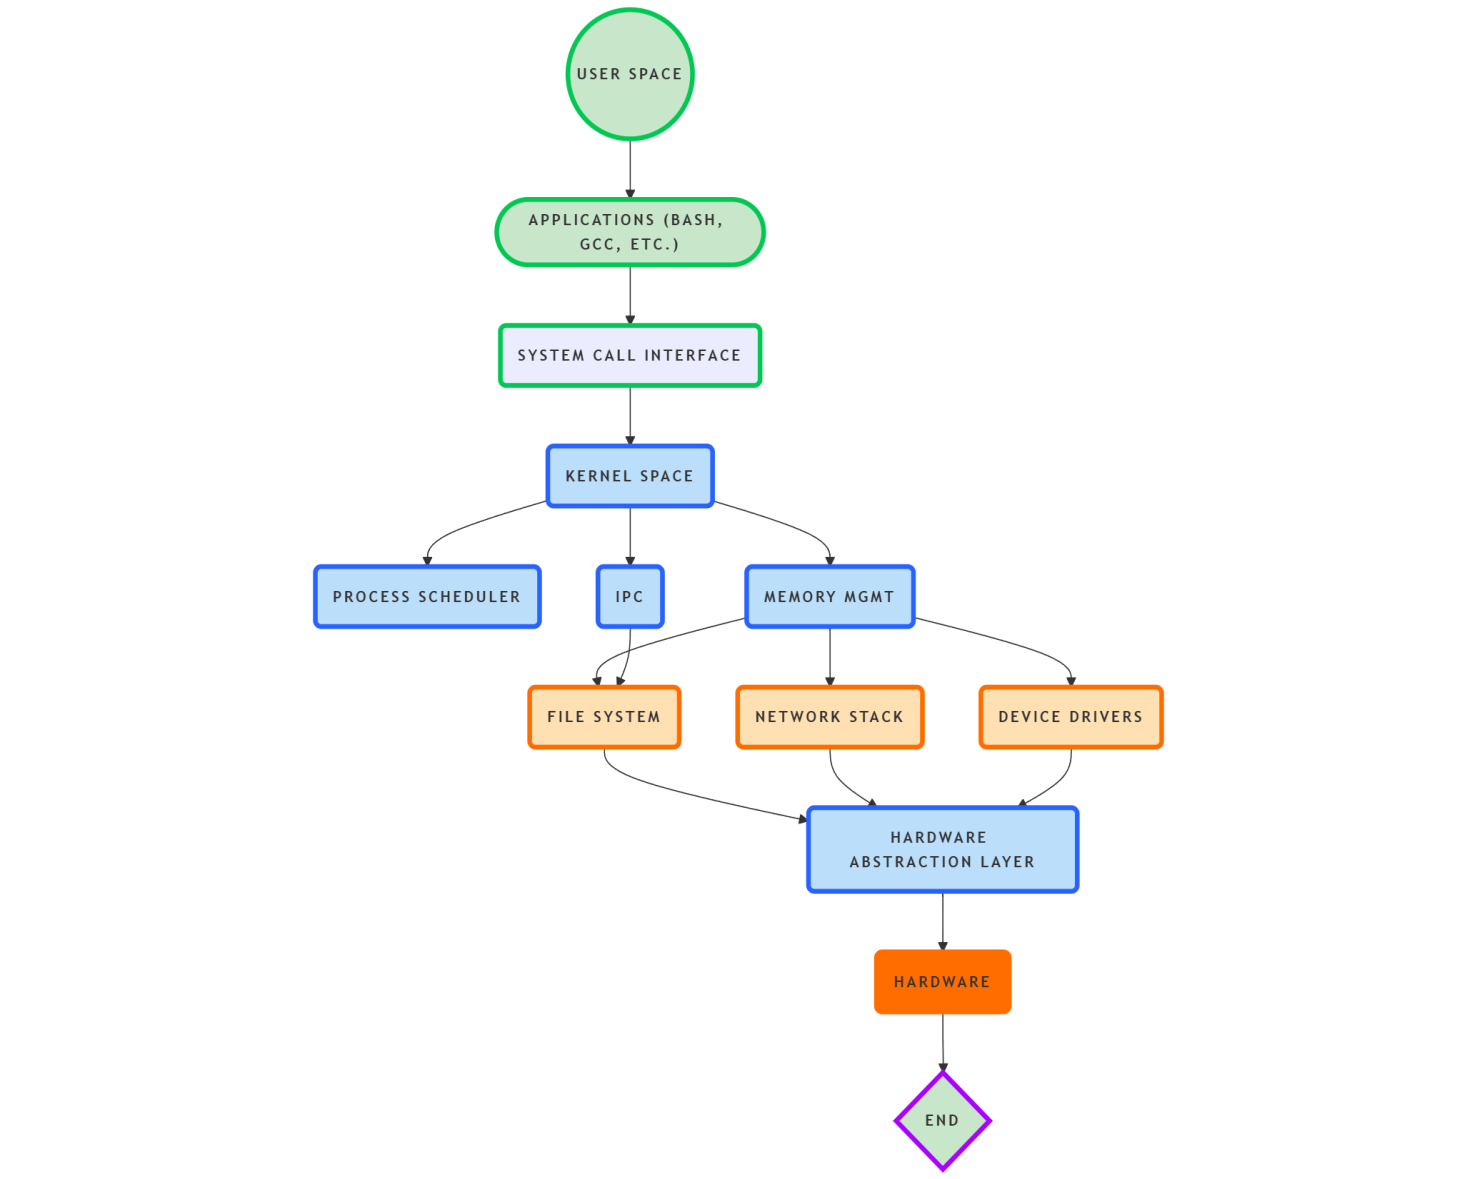 USER SPACE
APPLICATIONS (BASH,
GCC, ETC.)
SYSTEM CALL INTERFACE
KERNEL SPACE
PROCESS SCHEDULER
IPC
MEMORY MGMT
FILE SYSTEM
NETWORK STACK
DEVICE DRIVERS
HARDWARE
ABSTRACTION LAYER
HARDWARE
END